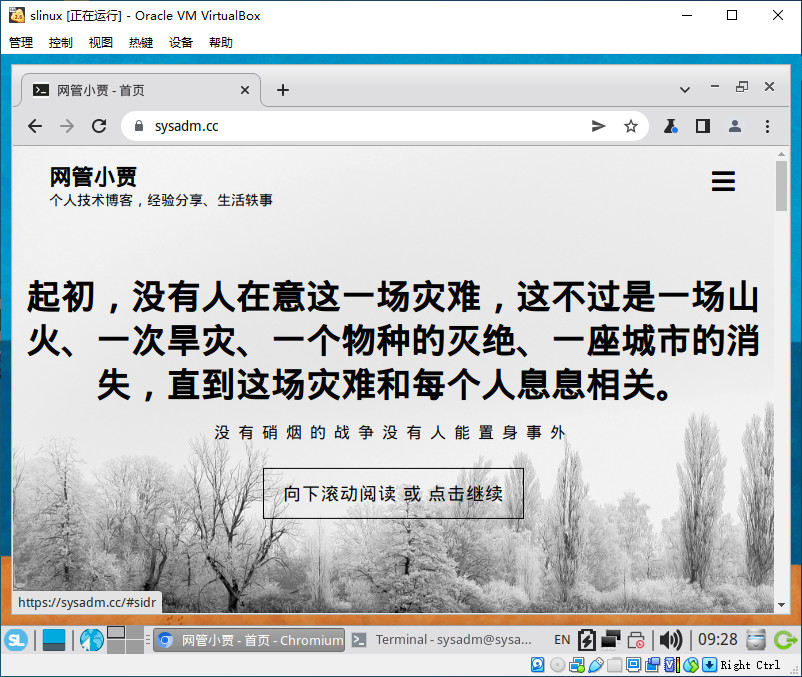 slinux [正在运行] - Oracle VM VirtualBox
管理 控制 视图 热键 设备 帮助
网管小贾 - 首页
sysadm.cc
网管小贾
个人技术博客，经验分享、生活轶事
起初，没有人在意这一场灾难，这不过是一场山
火、一次旱灾、一个物种的灭绝、一座城市的消
失，直到这场灾难和每个人息息相关。
没有硝烟的战争没有人能置身事外
向下滚动阅读 或 点击继续
https://sysadm.cc/#sidr
SL 网管小贾 - 首页 - Chromium Terminal - sysadm@sysa... EN 09:28
Right Ctrl